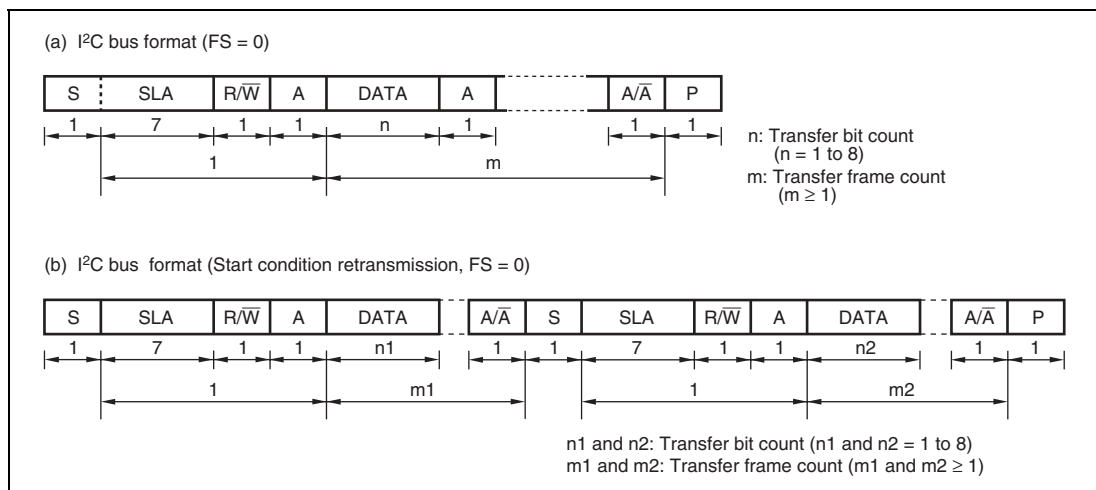 (a) I²C bus format (FS = 0)
S SLA R/W̅ A DATA A A/A̅ P
1 7 1 1 n 1 1 1
1 m
n: Transfer bit count
(n = 1 to 8)
m: Transfer frame count
(m ≥ 1)
(b) I²C bus format (Start condition retransmission, FS = 0)
S SLA R/W̅ A DATA A/A̅ S SLA R/W̅ A DATA A/A̅ P
1 7 1 1 n1 1 1 7 1 1 n2 1 1
1 m1 1 m2
n1 and n2: Transfer bit count (n1 and n2 = 1 to 8)
m1 and m2: Transfer frame count (m1 and m2 ≥ 1)